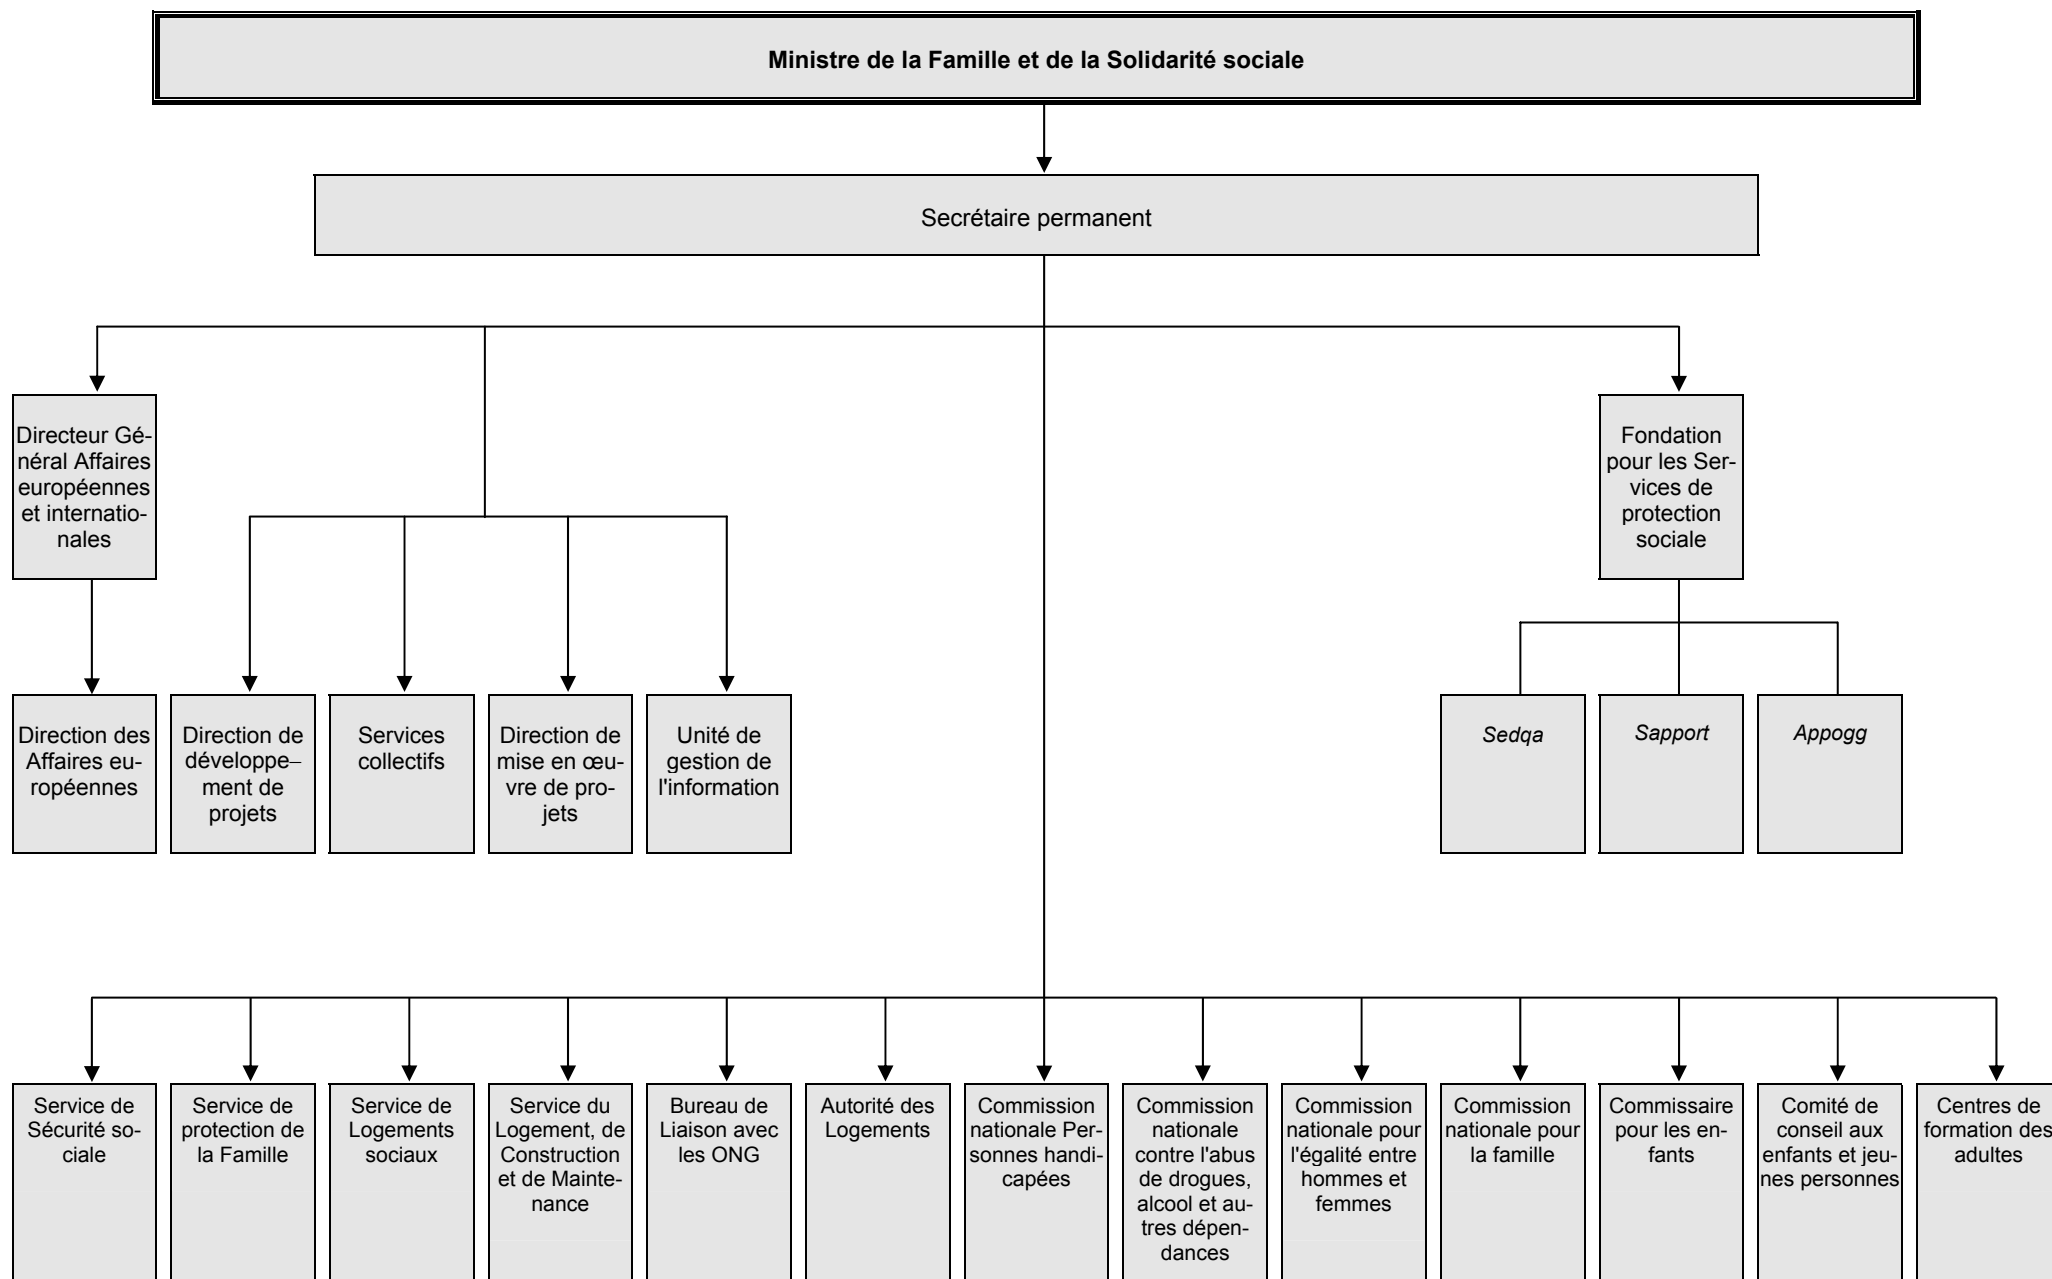 Ministre de la Famille et de la Solidarité sociale
Secrétaire permanent
Directeur Gé-
néral Affaires
européennes
et internatio-
nales
Fondation
pour les Ser-
vices de
protection
sociale
Direction des
Affaires eu-
ropéennes
Direction de
développe–
ment de
projets
Services
collectifs
Direction de
mise en œu-
vre de pro-
jets
Unité de
gestion de
l'information
Sedqa
Sapport
Appogg
Service de
Sécurité so-
ciale
Service de
protection de
la Famille
Service de
Logements
sociaux
Service du
Logement, de
Construction
et de Mainte-
nance
Bureau de
Liaison avec
les ONG
Autorité des
Logements
Commission
nationale Per-
sonnes handi-
capées
Commission
nationale
contre l'abus
de drogues,
alcool et au-
tres dépen-
dances
Commission
nationale pour
l'égalité entre
hommes et
femmes
Commission
nationale pour
la famille
Commissaire
pour les en-
fants
Comité de
conseil aux
enfants et jeu-
nes personnes
Centres de
formation des
adultes